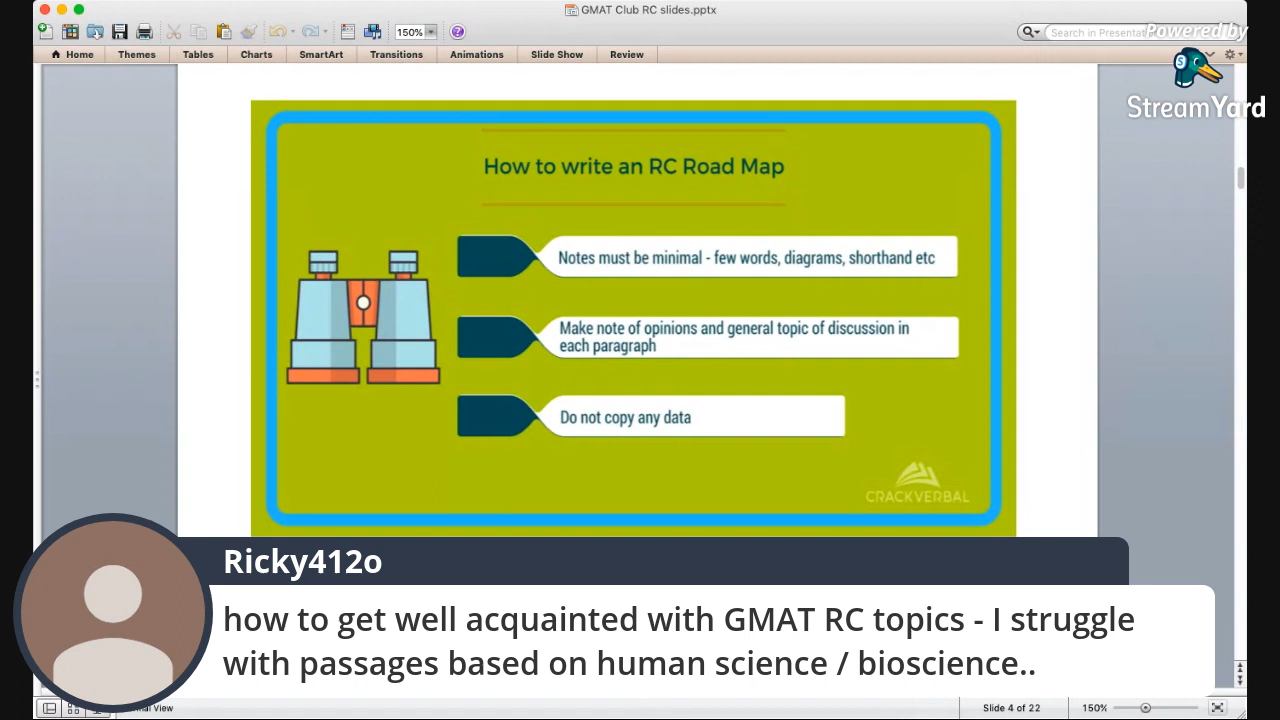 GMAT Club RC slides.pptx
150%
Search in Presentat
Powered by
Home Themes Tables Charts SmartArt Transitions Animations Slide Show Review
S
StreamYard
How to write an RC Road Map
Notes must be minimal - few words, diagrams, shorthand etc
Make note of opinions and general topic of discussion in
each paragraph
Do not copy any data
CRACKVERBAL
Ricky412o
how to get well acquainted with GMAT RC topics - I struggle
with passages based on human science / bioscience..
View Slide 4 of 22 150%